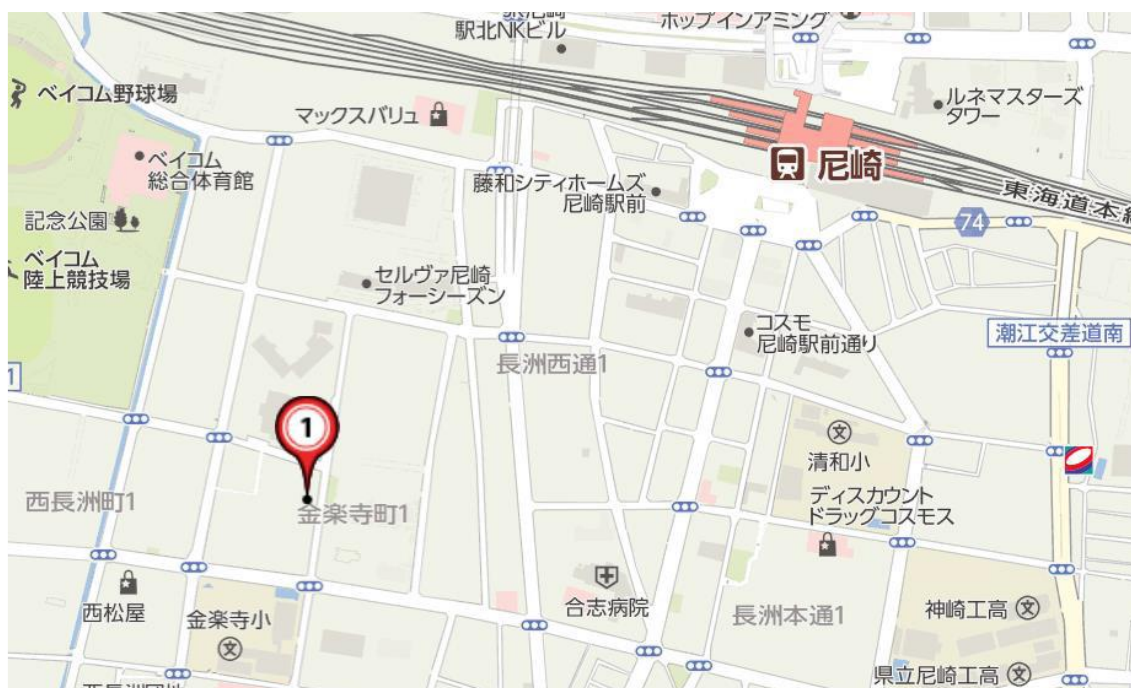 駅北NKビル
ホップインアミング
ベイコム野球場
マックスバリュ
ルネマスターズ
タワー
ベイコム
総合体育館
藤和シティホームズ
尼崎駅前
尼崎
東海道本線
記念公園
74
ベイコム
陸上競技場
セルヴァ尼崎
フォーシーズン
コスモ
尼崎駅前通り
潮江交差道南
長洲西通1
1
1
清和小
文
西長洲町1
金楽寺町1
ディスカウント
ドラッグコスモス
西松屋
金楽寺小
文
合志病院
長洲本通1
神崎工高
文
県立尼崎工高
文